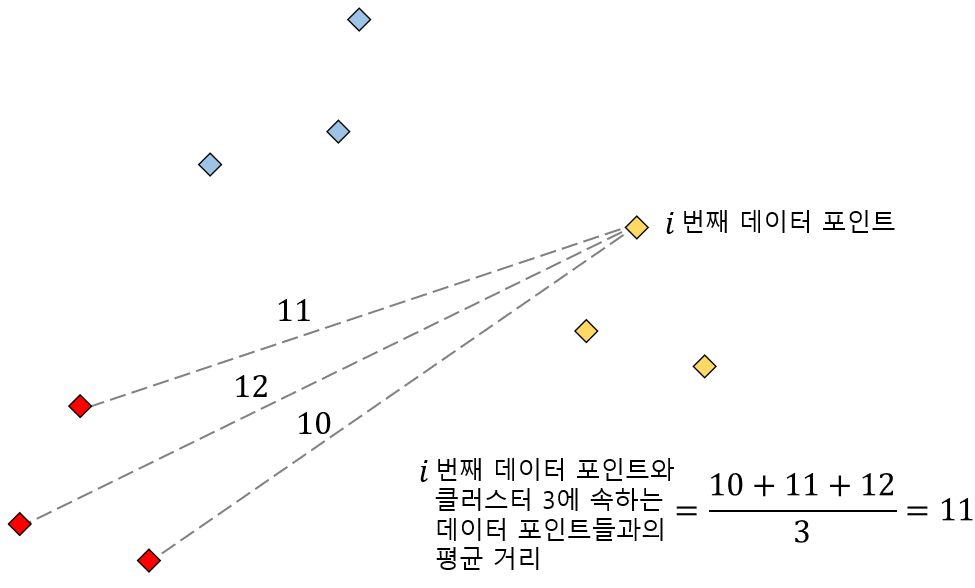 i 번째 데이터 포인트
11
12
10
i 번째 데이터 포인트와
클러스터 3에 속하는
데이터 포인트들과의
평균 거리
= \frac{10 + 11 + 12}{3} = 11